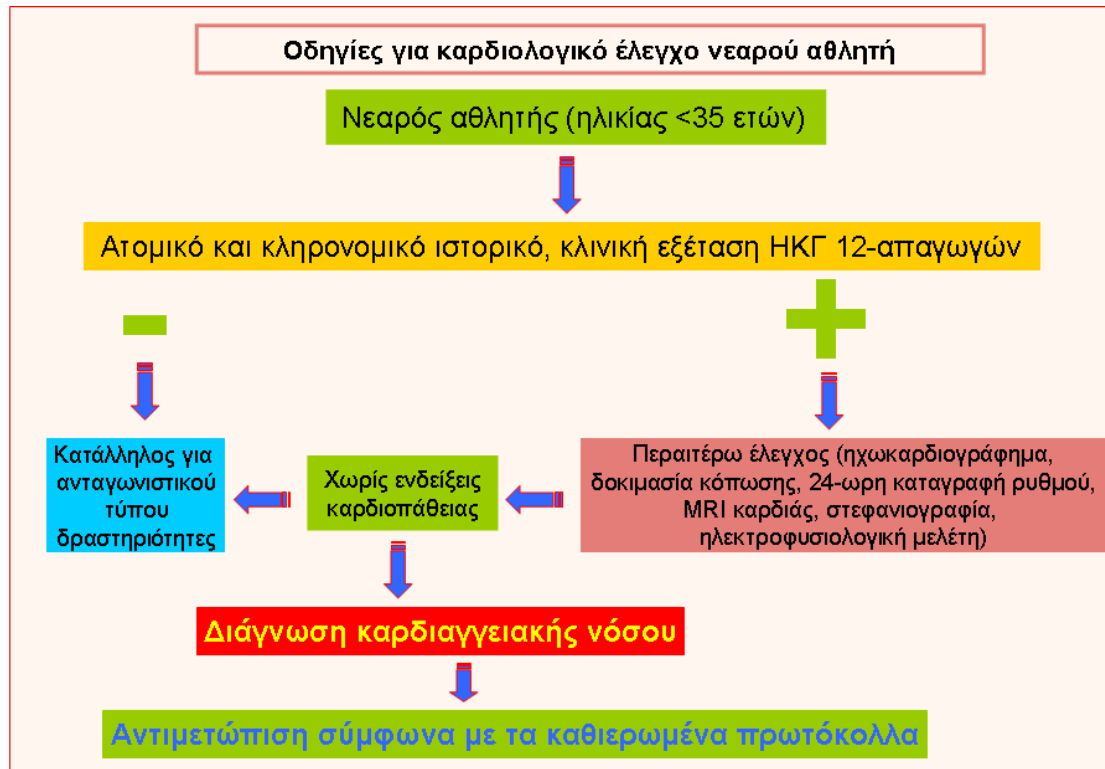 Οδηγίες για καρδιολογικό έλεγχο νεαρού αθλητή
Νεαρός αθλητής (ηλικίας <35 ετών)
Ατομικό και κληρονομικό ιστορικό, κλινική εξέταση ΗΚΓ 12-απαγωγών
Κατάλληλος για
ανταγωνιστικού
τύπου
δραστηριότητες
Χωρίς ενδείξεις
καρδιοπάθειας
Περαιτέρω έλεγχος (ηχωκαρδιογράφημα,
δοκιμασία κόπωσης, 24-ωρη καταγραφή ρυθμού,
MRI καρδιάς, στεφανιογραφία,
ηλεκτροφυσιολογική μελέτη)
Διάγνωση καρδιαγγειακής νόσου
Αντιμετώπιση σύμφωνα με τα καθιερωμένα πρωτόκολλα